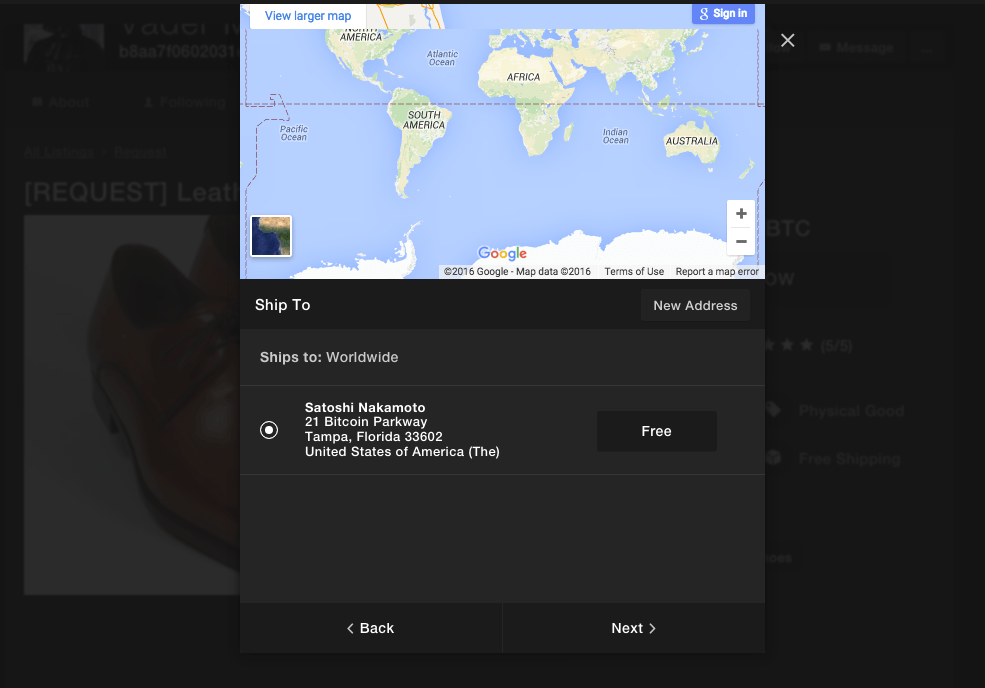 View larger map
Sign in
NORTH
AMERICA
Atlantic
Ocean
AFRICA
Pacific
Ocean
SOUTH
AMERICA
Indian
Ocean
AUSTRALIA
+
−
Google
©2016 Google - Map data ©2016 Terms of Use Report a map error
Vader
b8aa7f0602031
Message
About
Following
All Listings > Request
[REQUEST] Leath
BTC
OW
(5/5)
Physical Good
Free Shipping
oes
Ship To
New Address
Ships to: Worldwide
Satoshi Nakamoto
21 Bitcoin Parkway
Tampa, Florida 33602
United States of America (The)
Free
< Back
Next >